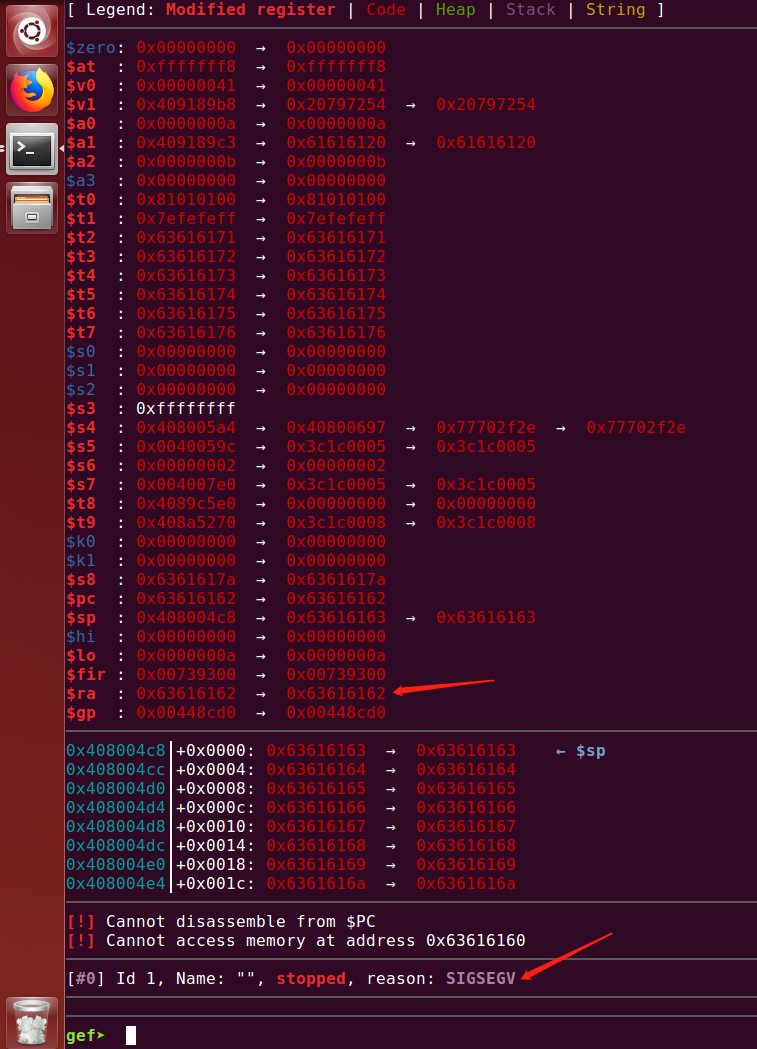 [ Legend: Modified register | Code | Heap | Stack | String ]
$zero: 0x00000000 → 0x00000000
$at : 0xfffffff8 → 0xfffffff8
$v0 : 0x00000041 → 0x00000041
$v1 : 0x409189b8 → 0x20797254 → 0x20797254
$a0 : 0x0000000a → 0x0000000a
$a1 : 0x409189c3 → 0x61616120 → 0x61616120
$a2 : 0x0000000b → 0x0000000b
$a3 : 0x00000000 → 0x00000000
$t0 : 0x81010100 → 0x81010100
$t1 : 0x7efefeff → 0x7efefeff
$t2 : 0x63616171 → 0x63616171
$t3 : 0x63616172 → 0x63616172
$t4 : 0x63616173 → 0x63616173
$t5 : 0x63616174 → 0x63616174
$t6 : 0x63616175 → 0x63616175
$t7 : 0x63616176 → 0x63616176
$s0 : 0x00000000 → 0x00000000
$s1 : 0x00000000 → 0x00000000
$s2 : 0x00000000 → 0x00000000
$s3 : 0xffffffff
$s4 : 0x408005a4 → 0x40800697 → 0x77702f2e → 0x77702f2e
$s5 : 0x0040059c → 0x3c1c0005 → 0x3c1c0005
$s6 : 0x00000002 → 0x00000002
$s7 : 0x004007e0 → 0x3c1c0005 → 0x3c1c0005
$t8 : 0x4089c5e0 → 0x00000000 → 0x00000000
$t9 : 0x408a5270 → 0x3c1c0008 → 0x3c1c0008
$k0 : 0x00000000 → 0x00000000
$k1 : 0x00000000 → 0x00000000
$s8 : 0x6361617a → 0x6361617a
$pc : 0x63616162 → 0x63616162
$sp : 0x408004c8 → 0x63616163 → 0x63616163
$hi : 0x00000000 → 0x00000000
$lo : 0x0000000a → 0x0000000a
$fir : 0x00739300 → 0x00739300
$ra : 0x63616162 → 0x63616162
$gp : 0x00448cd0 → 0x00448cd0
0x408004c8│+0x0000: 0x63616163 → 0x63616163 ← $sp
0x408004cc│+0x0004: 0x63616164 → 0x63616164
0x408004d0│+0x0008: 0x63616165 → 0x63616165
0x408004d4│+0x000c: 0x63616166 → 0x63616166
0x408004d8│+0x0010: 0x63616167 → 0x63616167
0x408004dc│+0x0014: 0x63616168 → 0x63616168
0x408004e0│+0x0018: 0x63616169 → 0x63616169
0x408004e4│+0x001c: 0x6361616a → 0x6361616a
[!] Cannot disassemble from $PC
[!] Cannot access memory at address 0x63616160
[#0] Id 1, Name: "", stopped, reason: SIGSEGV
gef➤